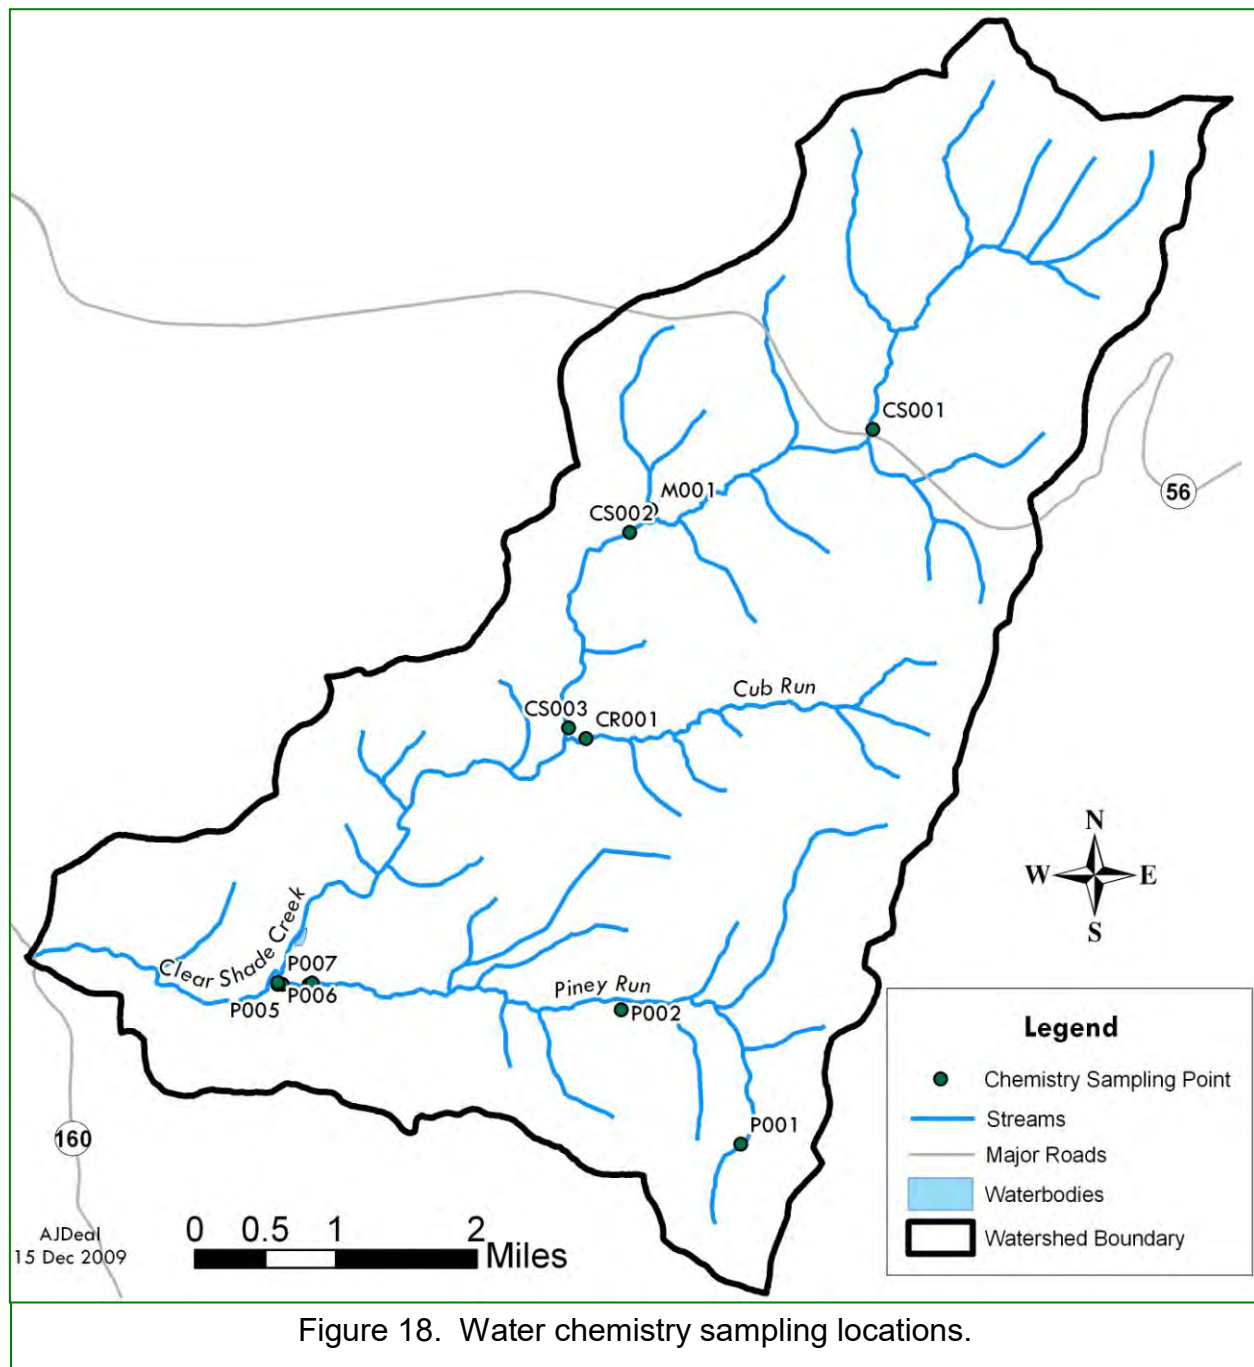 CS001
56
M001
CS002
Cub Run
CS003
CR001
N
W E
S
Clear Shade Creek
P007
P006
P005
Piney Run
P002
P001
160
Legend
Chemistry Sampling Point
Streams
Major Roads
Waterbodies
Watershed Boundary
0 0.5 1 2
Miles
AJDeal
15 Dec 2009
Figure 18. Water chemistry sampling locations.